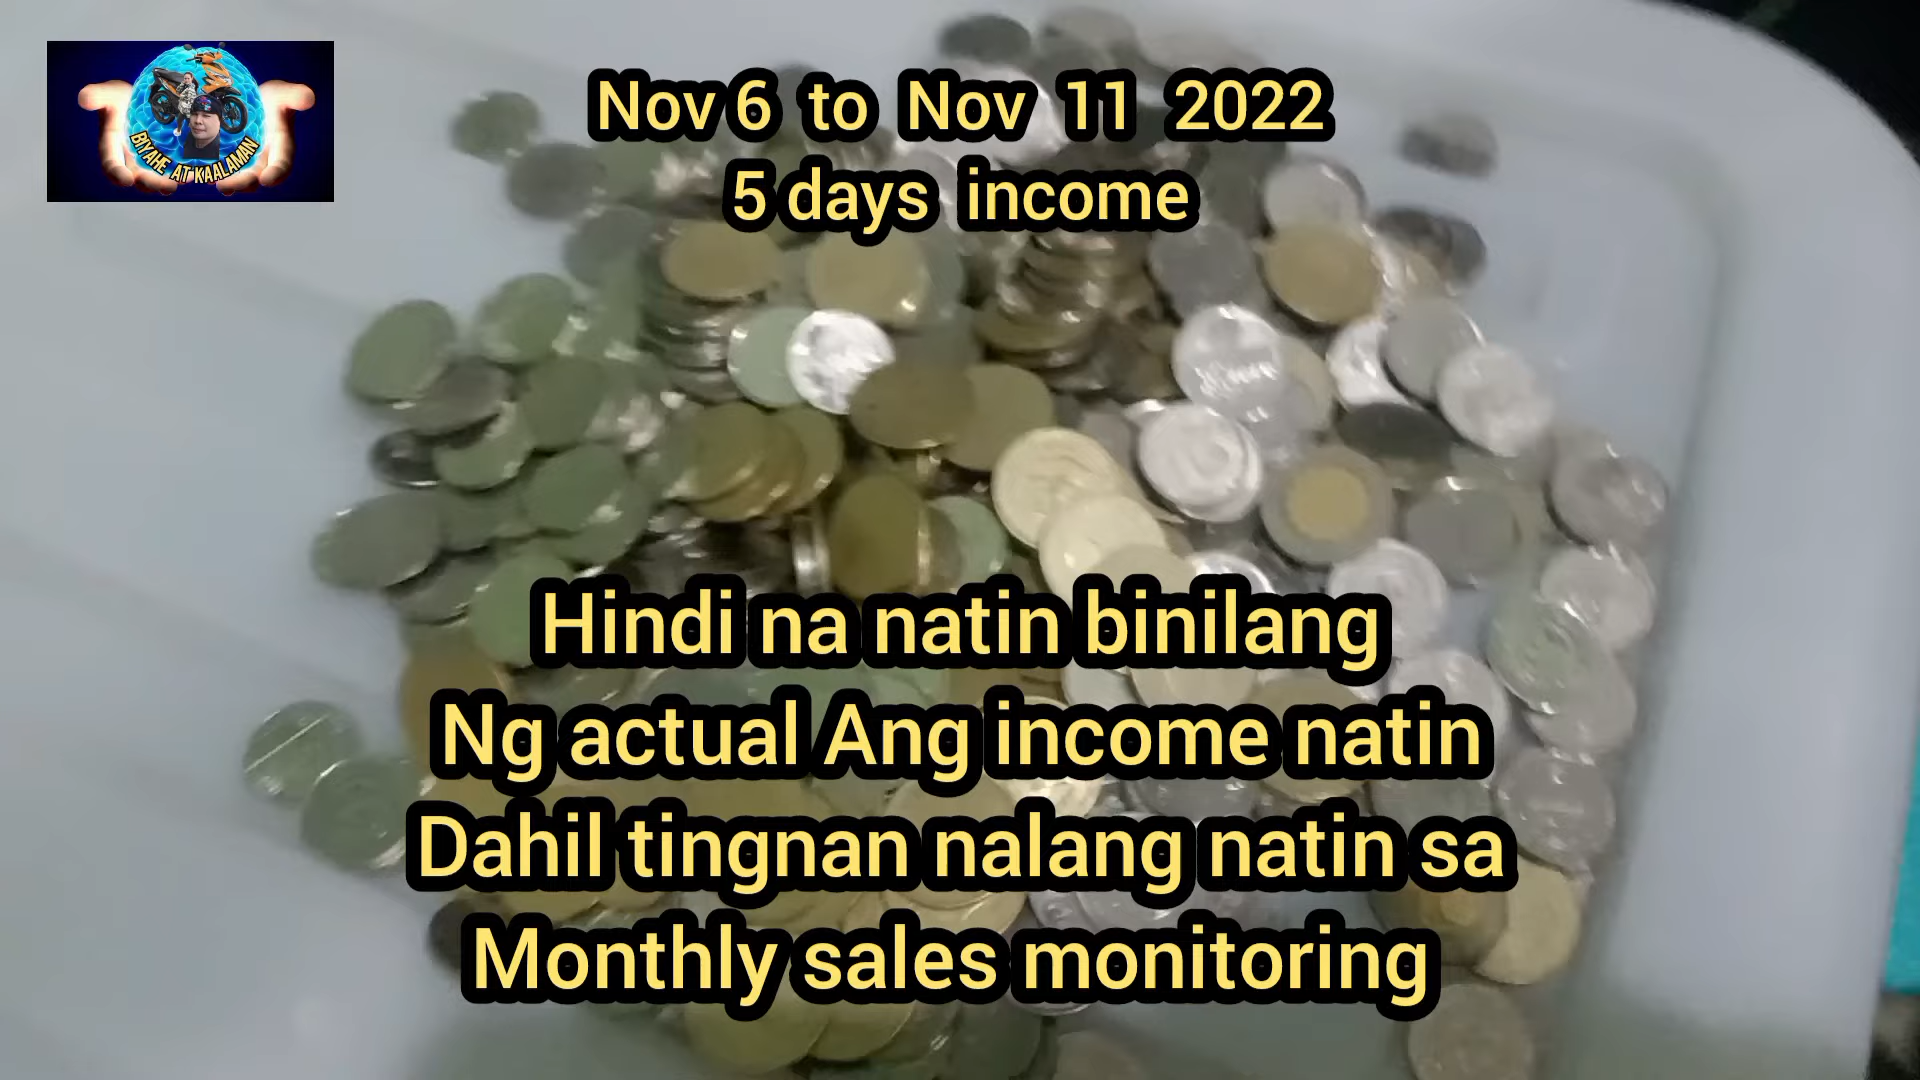 BIYAHE AT KAALAMAN
Nov 6 to Nov 11 2022
5 days income
Hindi na natin binilang
Ng actual Ang income natin
Dahil tingnan nalang natin sa
Monthly sales monitoring